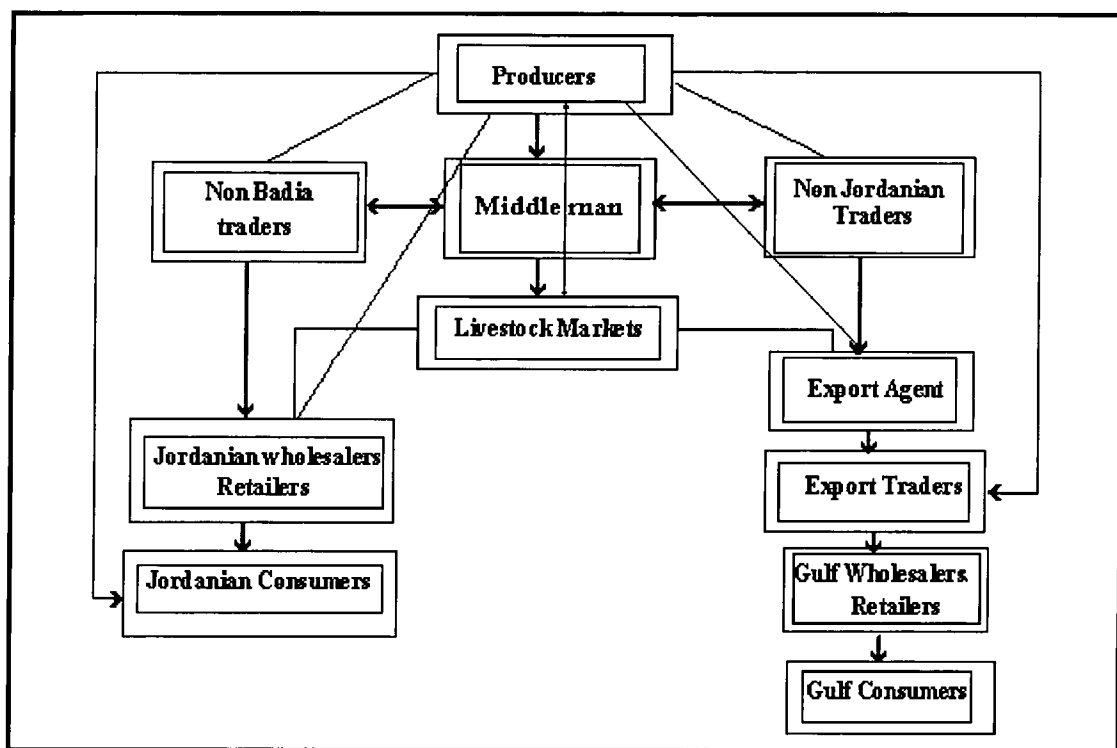 Producers
Non Badia
traders
Middleman
Non Jordanian
Traders
Livestock Markets
Export Agent
Jordanian wholesalers
Retailers
Export Traders
Jordanian Consumers
Gulf Wholesalers
Retailers
Gulf Consumers